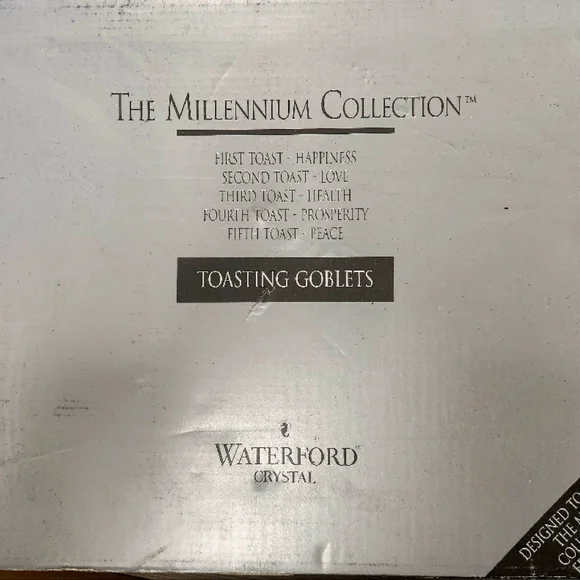 THE MILLENNIUM COLLECTION™
FIRST TOAST - HAPPINESS
SECOND TOAST - LOVE
THIRD TOAST - HEALTH
FOURTH TOAST - PROSPERITY
FIFTH TOAST - PEACE
TOASTING GOBLETS
WATERFORD®
CRYSTAL
DESIGNED TO
THE